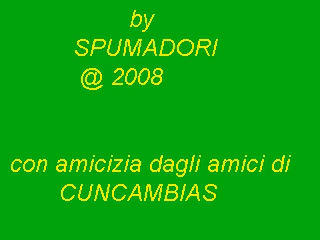 by
SPUMADORI
@ 2008
con amicizia dagli amici di
CUNCAMBIAS